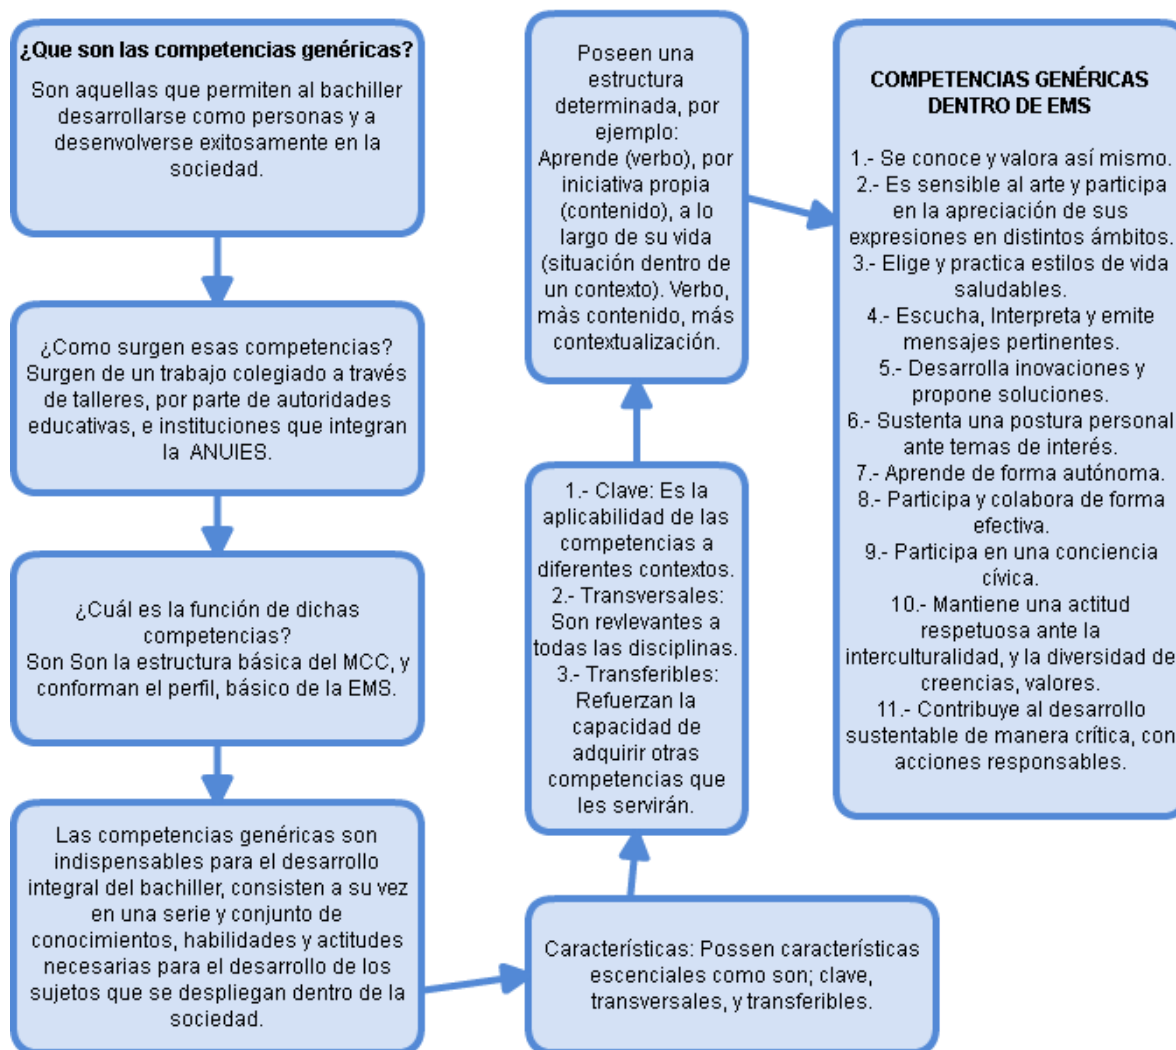 ¿Que son las competencias genéricas?
Son aquellas que permiten al bachiller
desarrollarse como personas y a
desenvolverse exitosamente en la
sociedad.
¿Como surgen esas competencias?
Surgen de un trabajo colegiado a través
de talleres, por parte de autoridades
educativas, e instituciones que integran
la ANUIES.
¿Cuál es la función de dichas
competencias?
Son Son la estructura básica del MCC, y
conforman el perfil, básico de la EMS.
Las competencias genéricas son
indispensables para el desarrollo
integral del bachiller, consisten a su vez
en una serie y conjunto de
conocimientos, habilidades y actitudes
necesarias para el desarrollo de los
sujetos que se despliegan dentro de la
sociedad.
Características: Possen características
escenciales como son; clave,
transversales, y transferibles.
1.- Clave: Es la
aplicabilidad de las
competencias a
diferentes contextos.
2.- Transversales:
Son revlevantes a
todas las disciplinas.
3.- Transferibles:
Refuerzan la
capacidad de
adquirir otras
competencias que
les servirán.
Poseen una
estructura
determinada, por
ejemplo:
Aprende (verbo), por
iniciativa propia
(contenido), a lo
largo de su vida
(situación dentro de
un contexto). Verbo,
màs contenido, más
contextualización.
COMPETENCIAS GENÉRICAS
DENTRO DE EMS
1.- Se conoce y valora así mismo.
2.- Es sensible al arte y participa
en la apreciación de sus
expresiones en distintos ámbitos.
3.- Elige y practica estilos de vida
saludables.
4.- Escucha, Interpreta y emite
mensajes pertinentes.
5.- Desarrolla inovaciones y
propone soluciones.
6.- Sustenta una postura personal
ante temas de interés.
7.- Aprende de forma autónoma.
8.- Participa y colabora de forma
efectiva.
9.- Participa en una conciencia
cívica.
10.- Mantiene una actitud
respetuosa ante la
interculturalidad, y la diversidad de
creencias, valores.
11.- Contribuye al desarrollo
sustentable de manera crítica, con
acciones responsables.